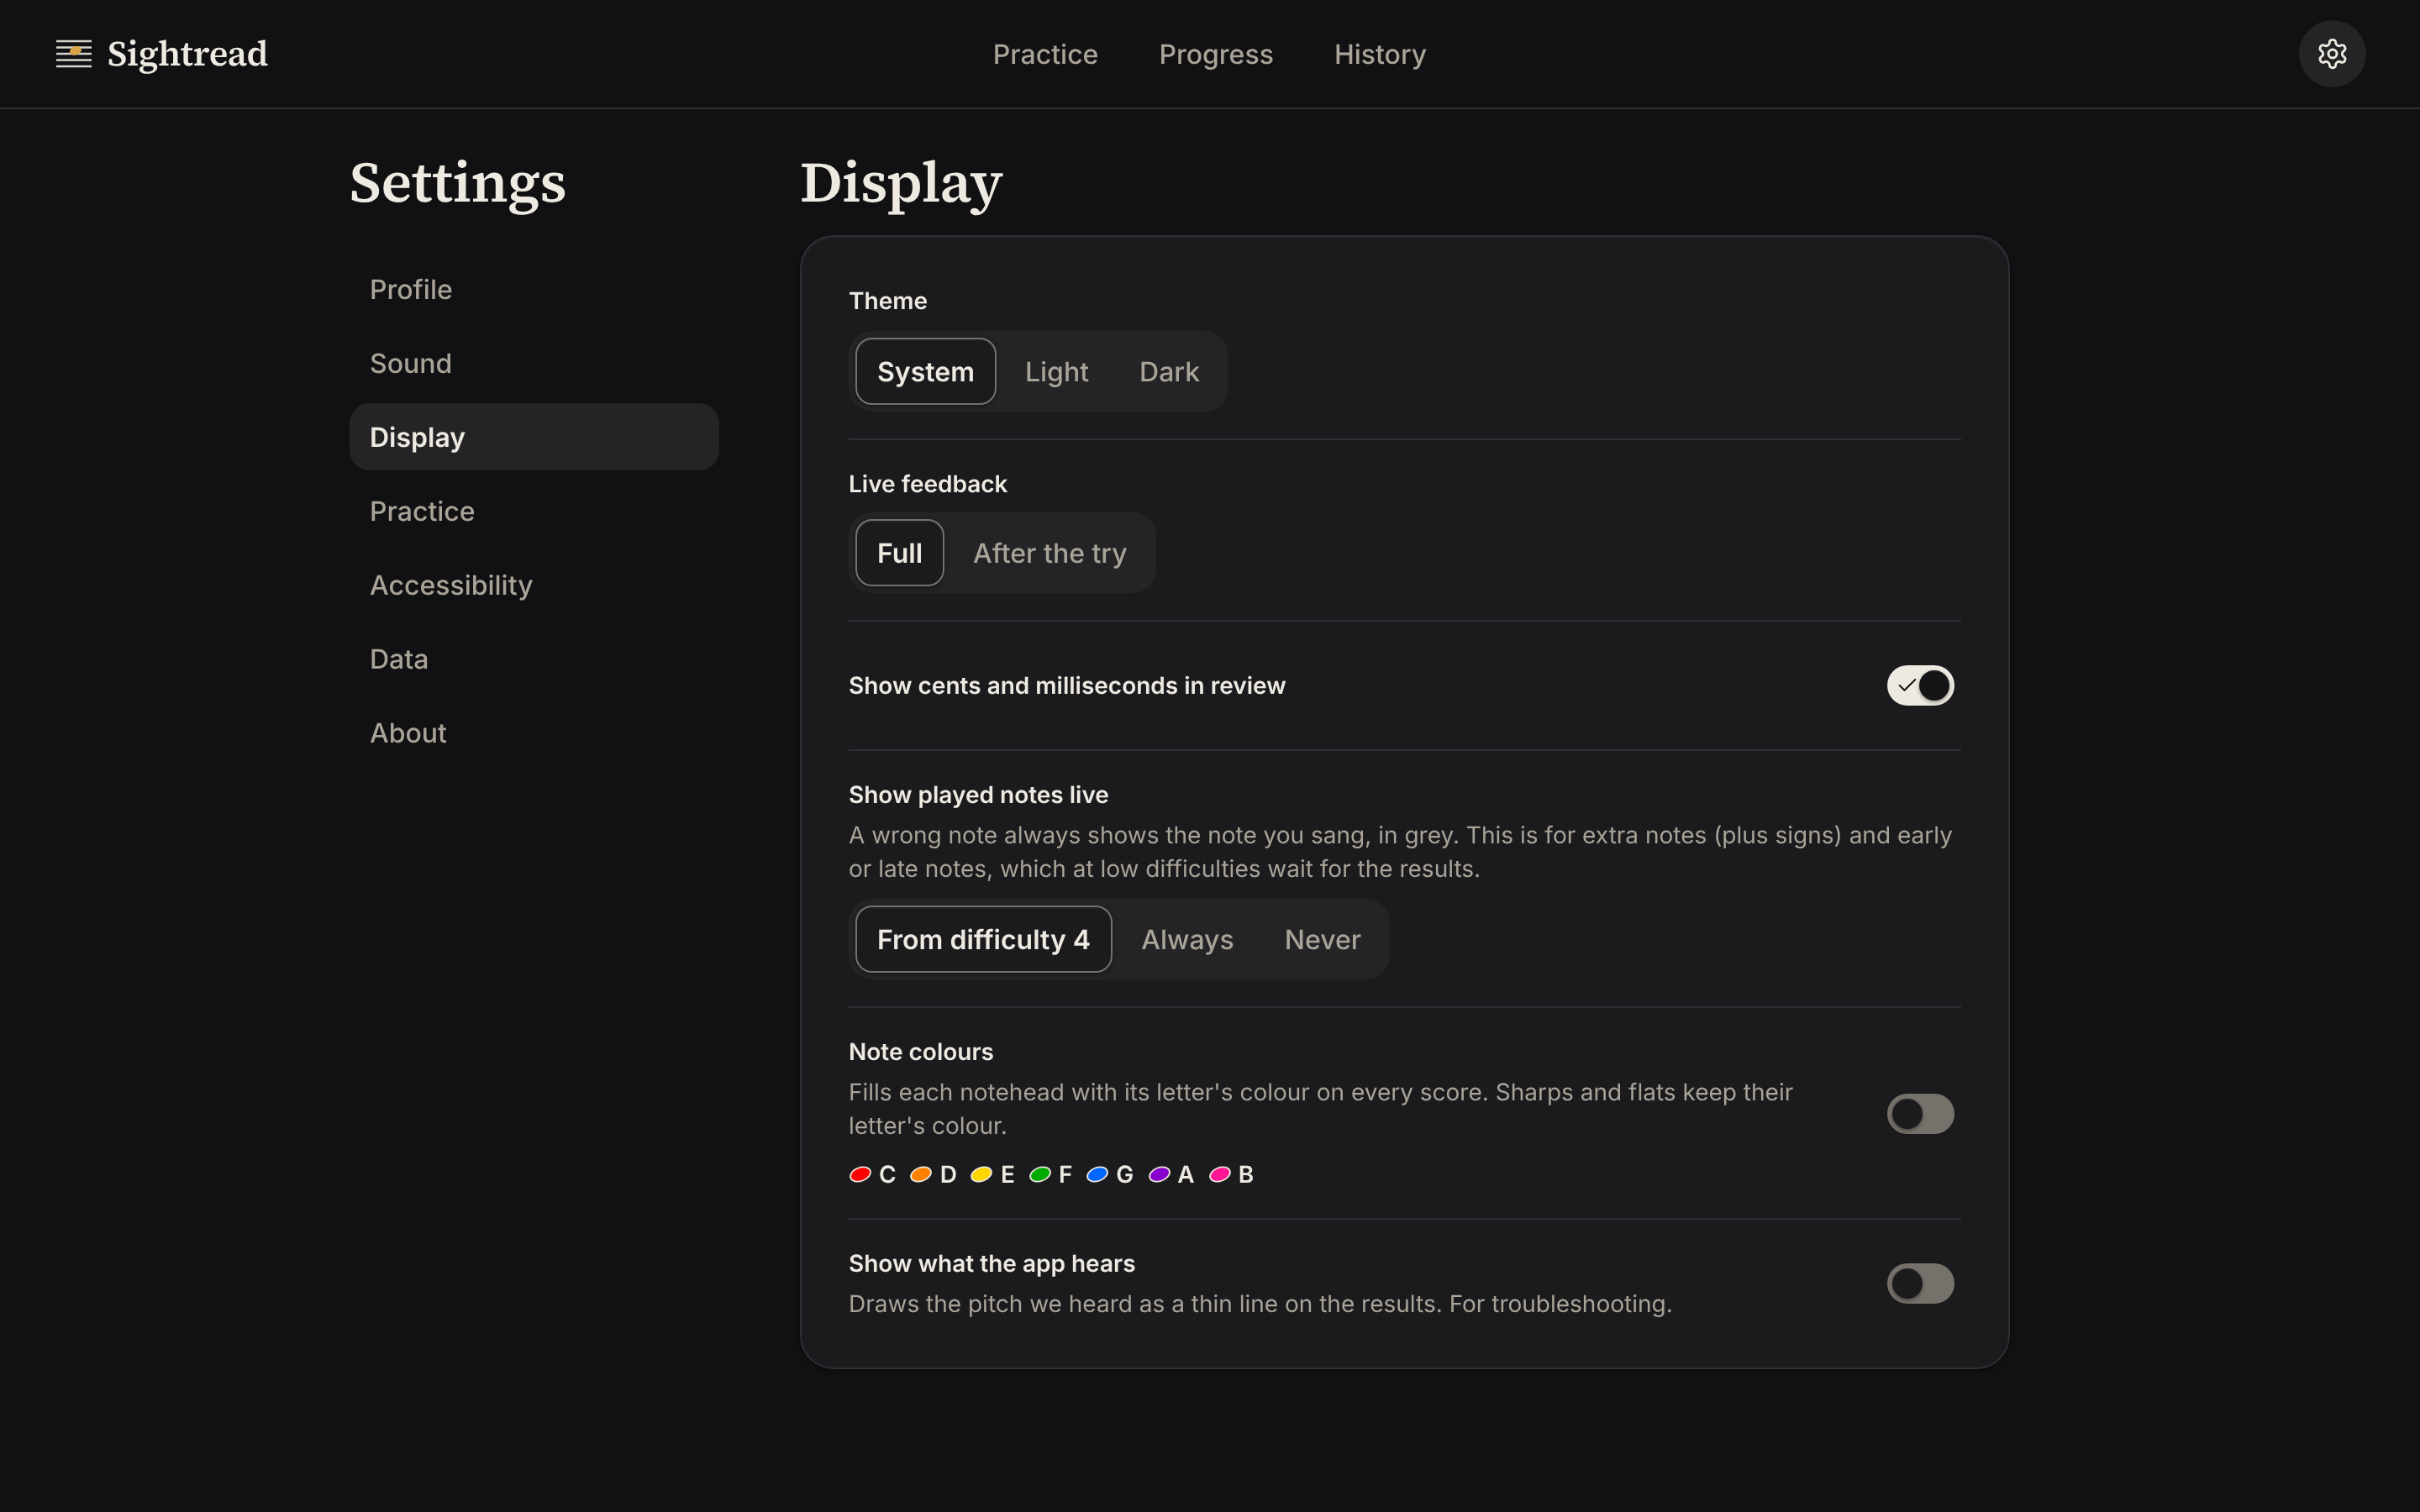 Sightread
Practice
Progress
History
Settings
Profile
Sound
Display
Practice
Accessibility
Data
About
Display
Theme
System
Light
Dark
Live feedback
Full
After the try
Show cents and milliseconds in review
Show played notes live
A wrong note always shows the note you sang, in grey. This is for extra notes (plus signs) and early
or late notes, which at low difficulties wait for the results.
From difficulty 4
Always
Never
Note colours
Fills each notehead with its letter's colour on every score. Sharps and flats keep their
letter's colour.
C D E F G A B
Show what the app hears
Draws the pitch we heard as a thin line on the results. For troubleshooting.